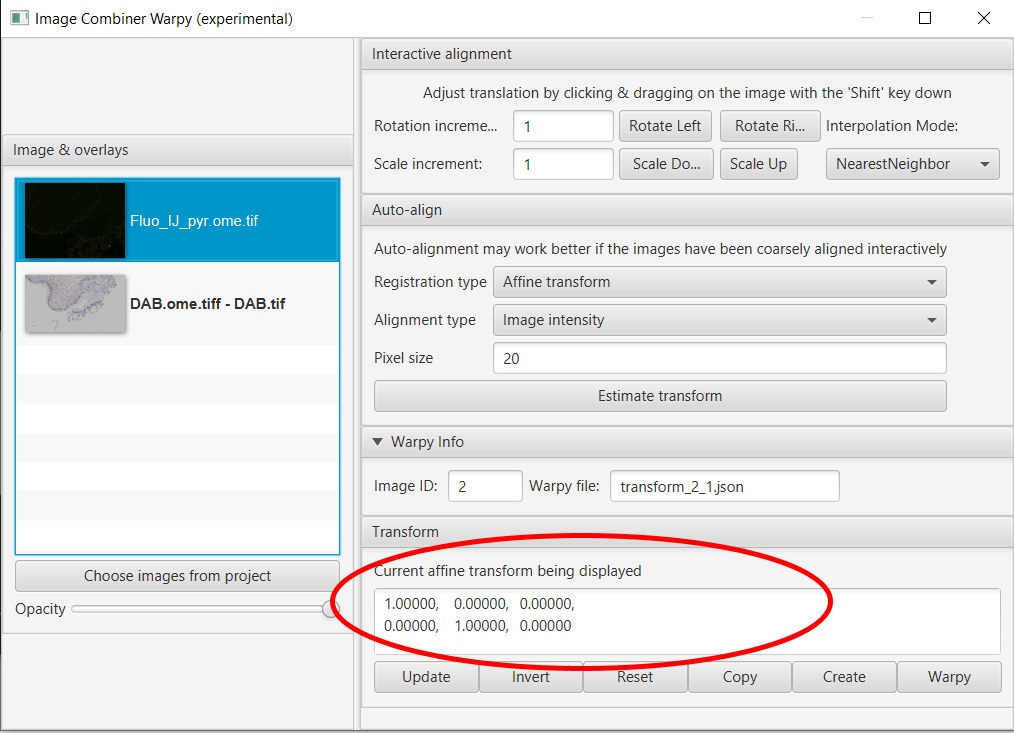 Image Combiner Warpy (experimental)
Image & overlays
Fluo_IJ_pyr.ome.tif
DAB.ome.tiff - DAB.tif
Choose images from project
Opacity
Interactive alignment
Adjust translation by clicking & dragging on the image with the 'Shift' key down
Rotation increme... 1 Rotate Left Rotate Ri... Interpolation Mode:
Scale increment: 1 Scale Do... Scale Up NearestNeighbor
Auto-align
Auto-alignment may work better if the images have been coarsely aligned interactively
Registration type Affine transform
Alignment type Image intensity
Pixel size 20
Estimate transform
Warpy Info
Image ID: 2 Warpy file: transform_2_1.json
Transform
Current affine transform being displayed
1.00000, 0.00000, 0.00000,
0.00000, 1.00000, 0.00000
Update Invert Reset Copy Create Warpy